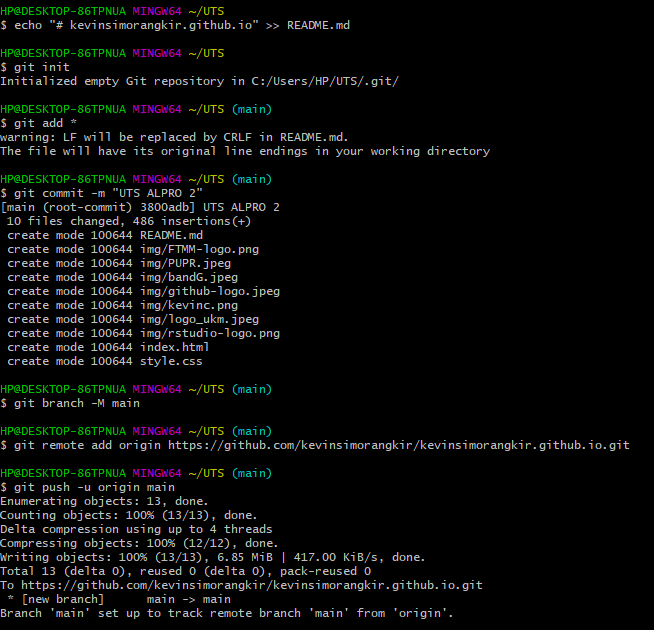 HP@DESKTOP-86TPNUA MINGW64 ~/UTS
$ echo "# kevinsimorangkir.github.io" >> README.md
HP@DESKTOP-86TPNUA MINGW64 ~/UTS
$ git init
Initialized empty Git repository in C:/Users/HP/UTS/.git/
HP@DESKTOP-86TPNUA MINGW64 ~/UTS (main)
$ git add *
warning: LF will be replaced by CRLF in README.md.
The file will have its original line endings in your working directory
HP@DESKTOP-86TPNUA MINGW64 ~/UTS (main)
$ git commit -m "UTS ALPRO 2"
[main (root-commit) 3800adb] UTS ALPRO 2
 10 files changed, 486 insertions(+)
 create mode 100644 README.md
 create mode 100644 img/FTMM-logo.png
 create mode 100644 img/PUPR.jpeg
 create mode 100644 img/bandG.jpeg
 create mode 100644 img/github-logo.jpeg
 create mode 100644 img/kevinc.png
 create mode 100644 img/logo_ukm.jpeg
 create mode 100644 img/rstudio-logo.png
 create mode 100644 index.html
 create mode 100644 style.css
HP@DESKTOP-86TPNUA MINGW64 ~/UTS (main)
$ git branch -M main
HP@DESKTOP-86TPNUA MINGW64 ~/UTS (main)
$ git remote add origin https://github.com/kevinsimorangkir/kevinsimorangkir.github.io.git
HP@DESKTOP-86TPNUA MINGW64 ~/UTS (main)
$ git push -u origin main
Enumerating objects: 13, done.
Counting objects: 100% (13/13), done.
Delta compression using up to 4 threads
Compressing objects: 100% (12/12), done.
Writing objects: 100% (13/13), 6.85 MiB | 417.00 KiB/s, done.
Total 13 (delta 0), reused 0 (delta 0), pack-reused 0
To https://github.com/kevinsimorangkir/kevinsimorangkir.github.io.git
 * [new branch]      main -> main
Branch 'main' set up to track remote branch 'main' from 'origin'.